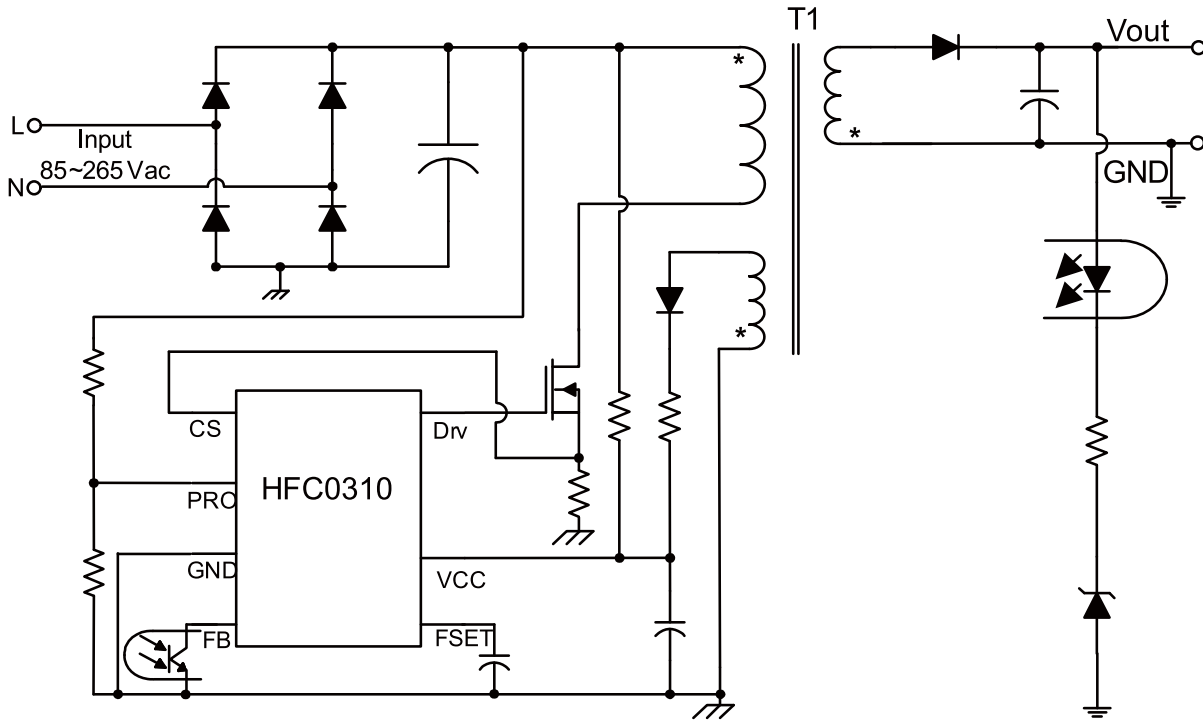 T1
*
Vout
L
Input
85~265 Vac
N
*
GND
*
CS
Drv
HFC0310
PRO
GND
VCC
FB
FSET